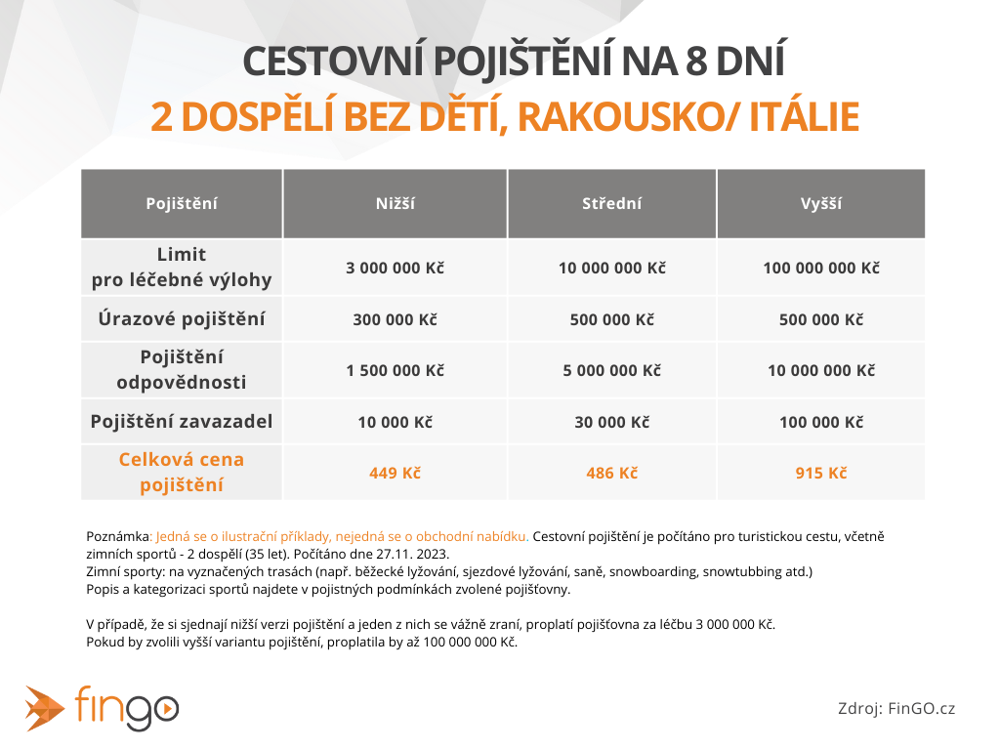 CESTOVNÍ POJIŠTĚNÍ NA 8 DNÍ
2 DOSPĚLÍ BEZ DĚTÍ, RAKOUSKO/ ITÁLIE
Pojištění Nižší Střední Vyšší
Limit
pro léčebné výlohy 3 000 000 Kč 10 000 000 Kč 100 000 000 Kč
Úrazové pojištění 300 000 Kč 500 000 Kč 500 000 Kč
Pojištění
odpovědnosti 1 500 000 Kč 5 000 000 Kč 10 000 000 Kč
Pojištění zavazadel 10 000 Kč 30 000 Kč 100 000 Kč
Celková cena
pojištění 449 Kč 486 Kč 915 Kč
Poznámka: Jedná se o ilustrační příklady, nejedná se o obchodní nabídku. Cestovní pojištění je počítáno pro turistickou cestu, včetně
zimních sportů - 2 dospělí (35 let). Počítáno dne 27.11. 2023.
Zimní sporty: na vyznačených trasách (např. běžecké lyžování, sjezdové lyžování, saně, snowboarding, snowtubbing atd.)
Popis a kategorizaci sportů najdete v pojistných podmínkách zvolené pojišťovny.
V případě, že si sjednají nižší verzi pojištění a jeden z nich se vážně zraní, proplatí pojišťovna za léčbu 3 000 000 Kč.
Pokud by zvolili vyšší variantu pojištění, proplatila by až 100 000 000 Kč.
fingo
Zdroj: FinGO.cz